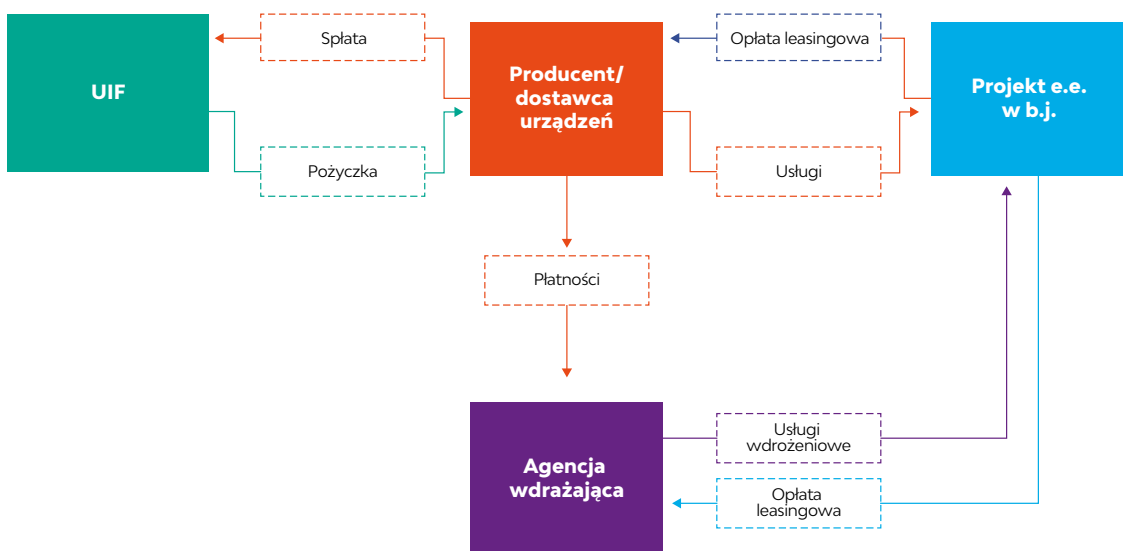 UIF
Spłata
Pożyczka
Producent/
dostawca
urządzeń
Opłata leasingowa
Usługi
Projekt e.e.
w b.j.
Płatności
Agencja
wdrażająca
Usługi
wdrożeniowe
Opłata
leasingowa